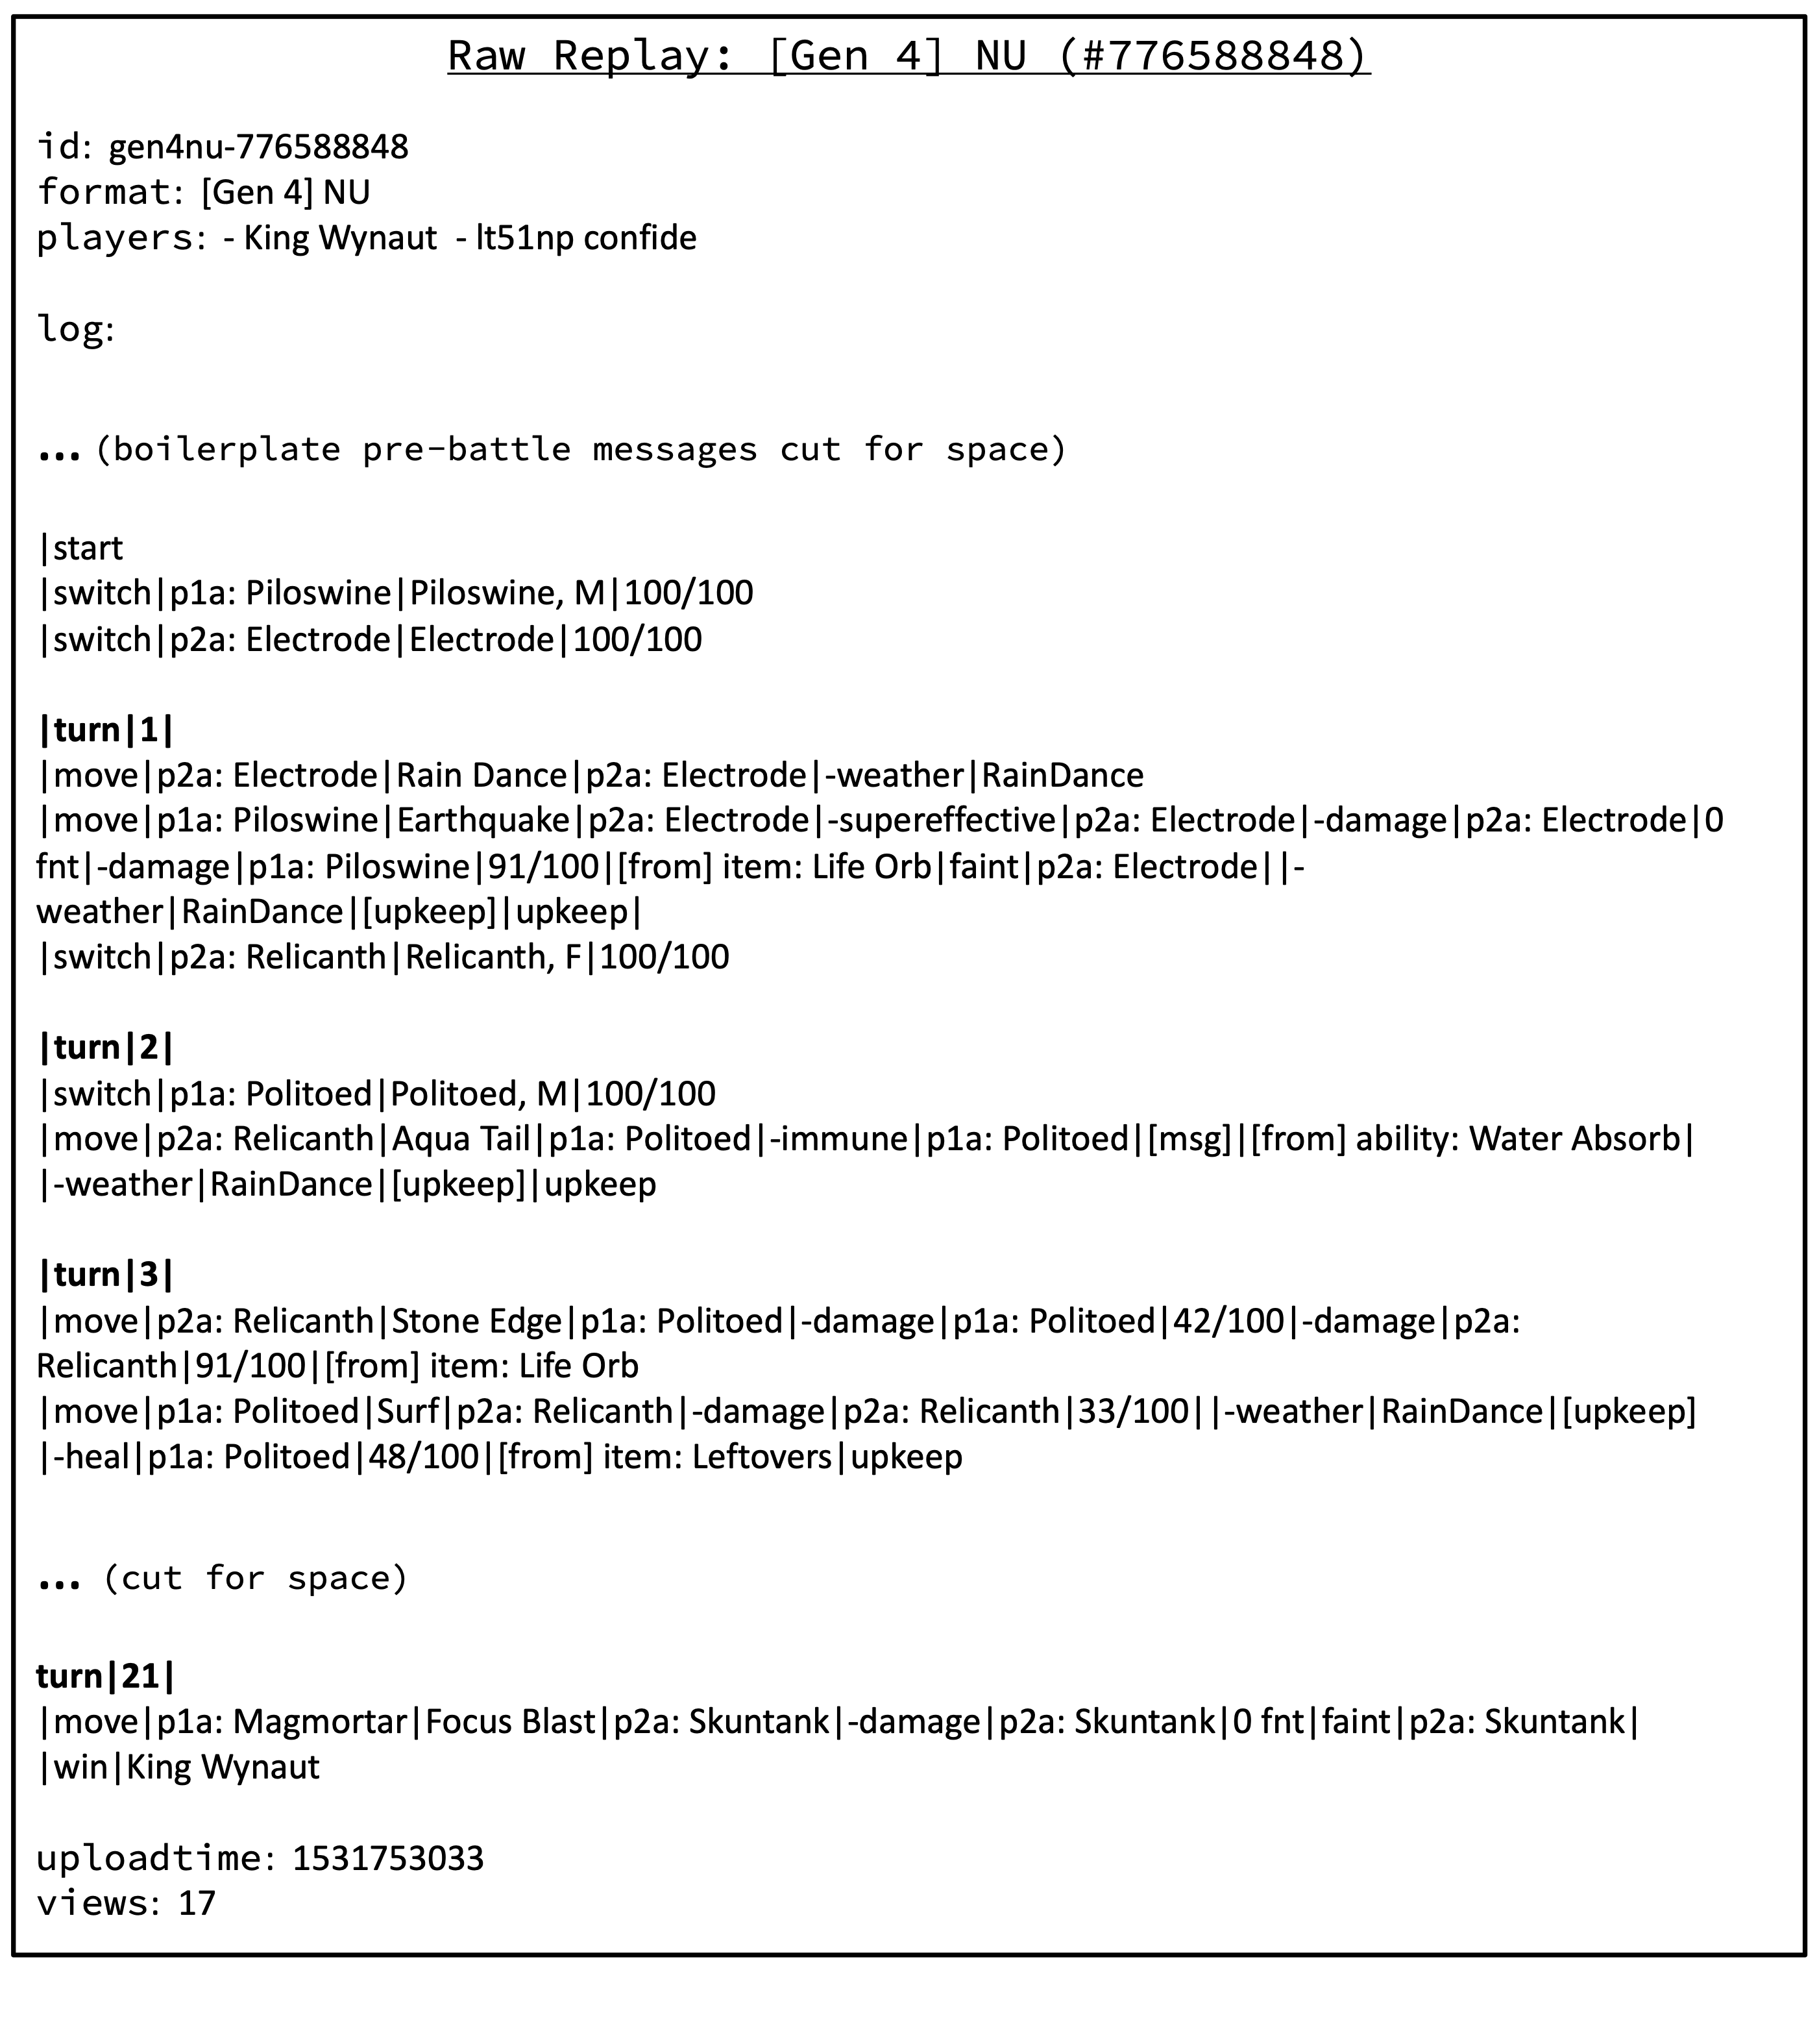 Raw Replay: [Gen 4] NU (#776588848)
id: gen4nu-776588848
format: [Gen 4] NU
players: - King Wynaut - lt51np confide
log:
... (boilerplate pre-battle messages cut for space)
|start
|switch|p1a: Piloswine|Piloswine, M|100/100
|switch|p2a: Electrode|Electrode|100/100
|turn|1|
|move|p2a: Electrode|Rain Dance|p2a: Electrode|-weather|RainDance
|move|p1a: Piloswine|Earthquake|p2a: Electrode|-supereffective|p2a: Electrode|-damage|p2a: Electrode|0
fnt|-damage|p1a: Piloswine|91/100|[from] item: Life Orb|faint|p2a: Electrode||-
weather|RainDance|[upkeep]|upkeep|
|switch|p2a: Relicanth|Relicanth, F|100/100
|turn|2|
|switch|p1a: Politoed|Politoed, M|100/100
|move|p2a: Relicanth|Aqua Tail|p1a: Politoed|-immune|p1a: Politoed|[msg]|[from] ability: Water Absorb|
|-weather|RainDance|[upkeep]|upkeep
|turn|3|
|move|p2a: Relicanth|Stone Edge|p1a: Politoed|-damage|p1a: Politoed|42/100|-damage|p2a:
Relicanth|91/100|[from] item: Life Orb
|move|p1a: Politoed|Surf|p2a: Relicanth|-damage|p2a: Relicanth|33/100||-weather|RainDance|[upkeep]
|-heal|p1a: Politoed|48/100|[from] item: Leftovers|upkeep
... (cut for space)
turn|21|
|move|p1a: Magmortar|Focus Blast|p2a: Skuntank|-damage|p2a: Skuntank|0 fnt|faint|p2a: Skuntank|
|win|King Wynaut
uploadtime: 1531753033
views: 17